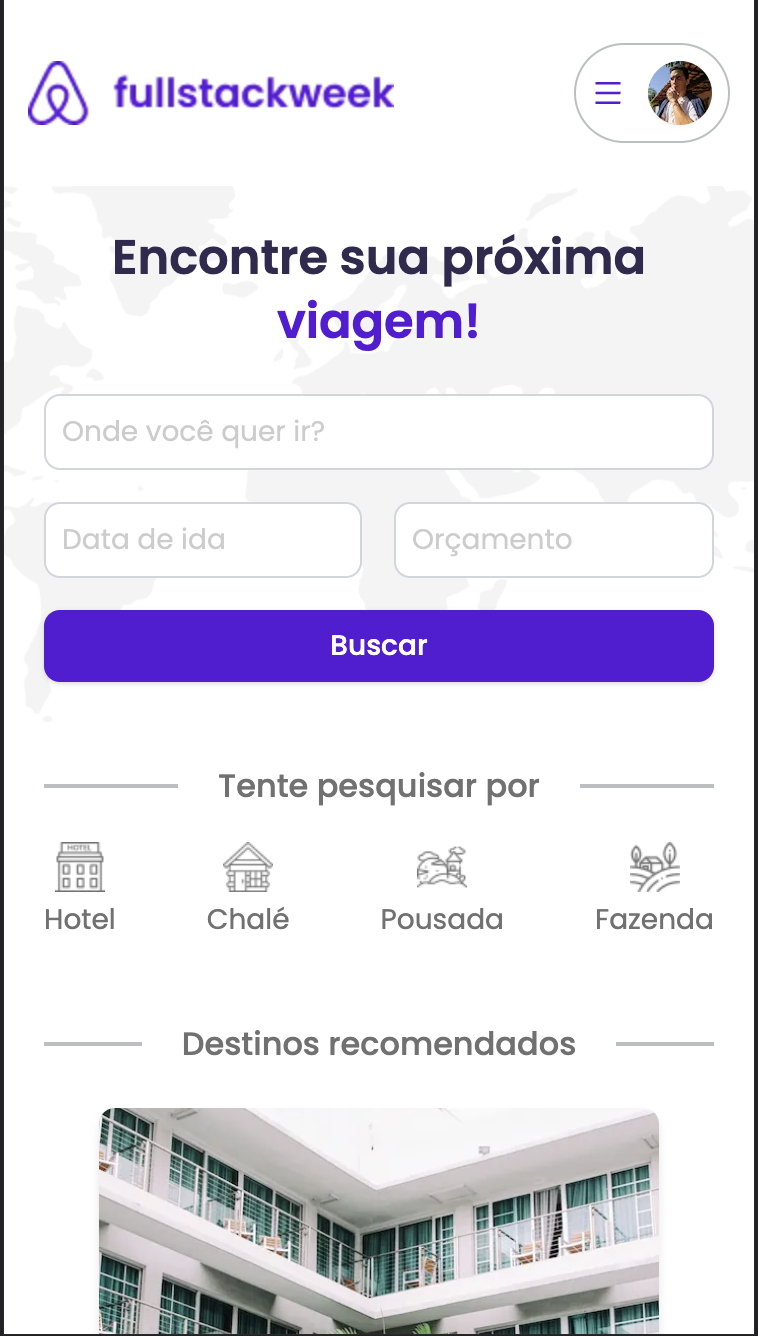 fullstackweek
Encontre sua próxima
viagem!
Onde você quer ir?
Data de ida
Orçamento
Buscar
Tente pesquisar por
HOTEL
Hotel
Chalé
Pousada
Fazenda
Destinos recomendados